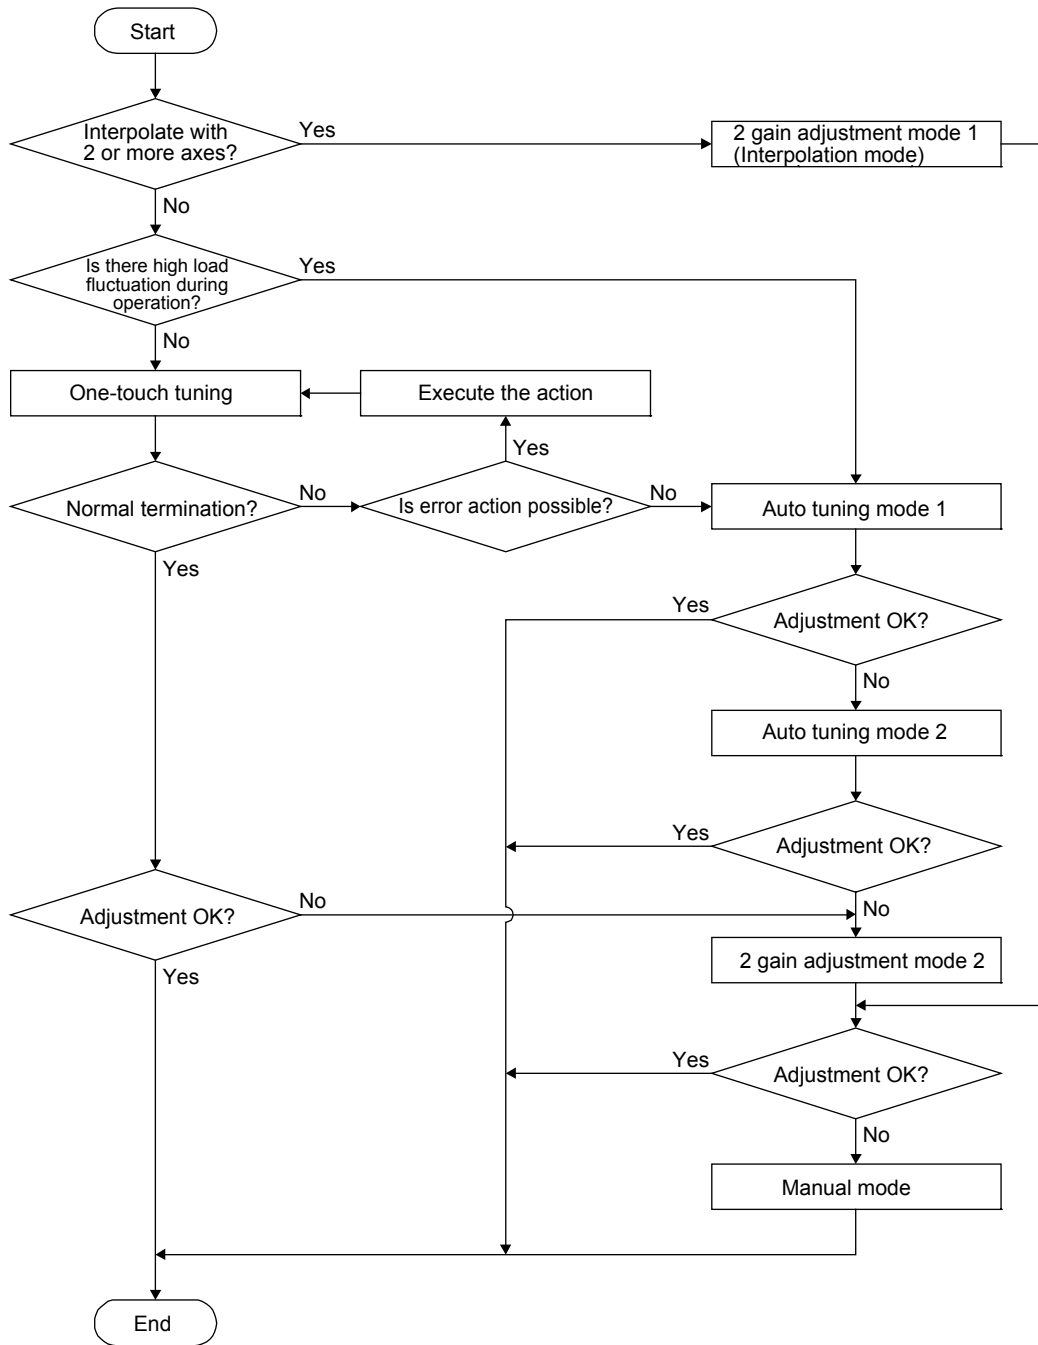 Start
Interpolate with
2 or more axes?
Yes
2 gain adjustment mode 1
(Interpolation mode)
No
Is there high load
fluctuation during
operation?
Yes
No
One-touch tuning
Execute the action
Yes
Normal termination?
No
Is error action possible?
No
Auto tuning mode 1
Yes
Yes
Adjustment OK?
No
Auto tuning mode 2
Yes
Adjustment OK?
No
Adjustment OK?
No
Yes
2 gain adjustment mode 2
Yes
Adjustment OK?
No
Manual mode
End